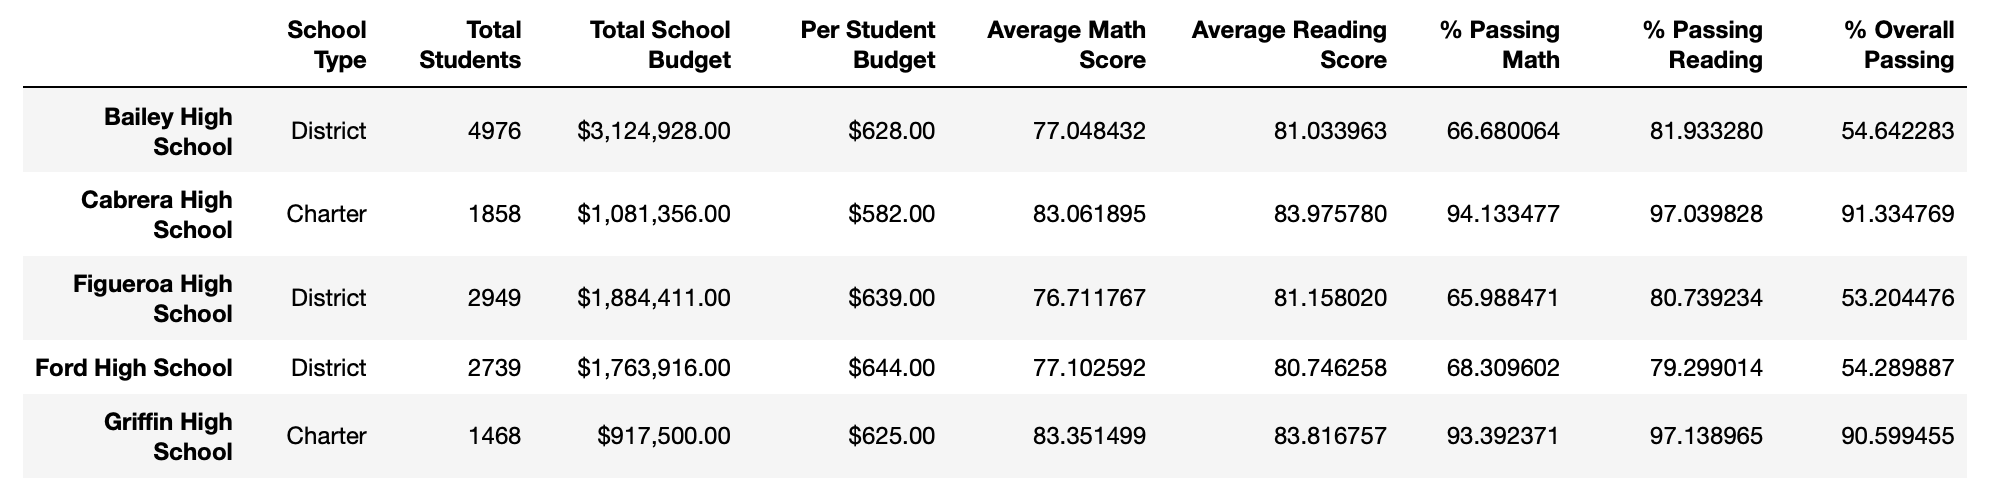 School Type Total Students Total School Budget Per Student Budget Average Math Score Average Reading Score % Passing Math % Passing Reading % Overall Passing
Bailey High School District 4976 $3,124,928.00 $628.00 77.048432 81.033963 66.680064 81.933280 54.642283
Cabrera High School Charter 1858 $1,081,356.00 $582.00 83.061895 83.975780 94.133477 97.039828 91.334769
Figueroa High School District 2949 $1,884,411.00 $639.00 76.711767 81.158020 65.988471 80.739234 53.204476
Ford High School District 2739 $1,763,916.00 $644.00 77.102592 80.746258 68.309602 79.299014 54.289887
Griffin High School Charter 1468 $917,500.00 $625.00 83.351499 83.816757 93.392371 97.138965 90.599455